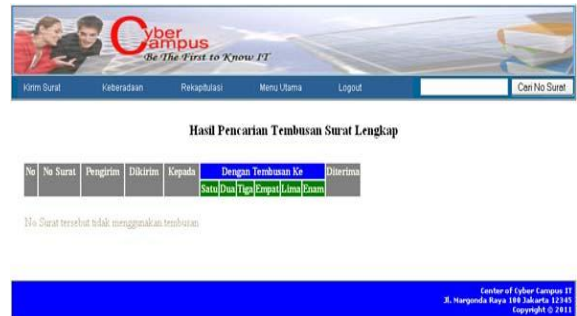 Cyber
Campus
Be The First to Know IT
Kirim Surat Keberadaan Rekapitulasi Menu Utama Logout Cari No Surat
Hasil Pencarian Tembusan Surat Lengkap
No No Surat Pengirim Dikirim Kepada Dengan Tembusan Ke Diterima
Satu Dua Tiga Empat Lima Enam
No Surat tersebut tidak menggunakan tembusan
Center of Cyber Campus IT
Jl. Margonda Raya 100 Jakarta 12345
Copyright © 2011